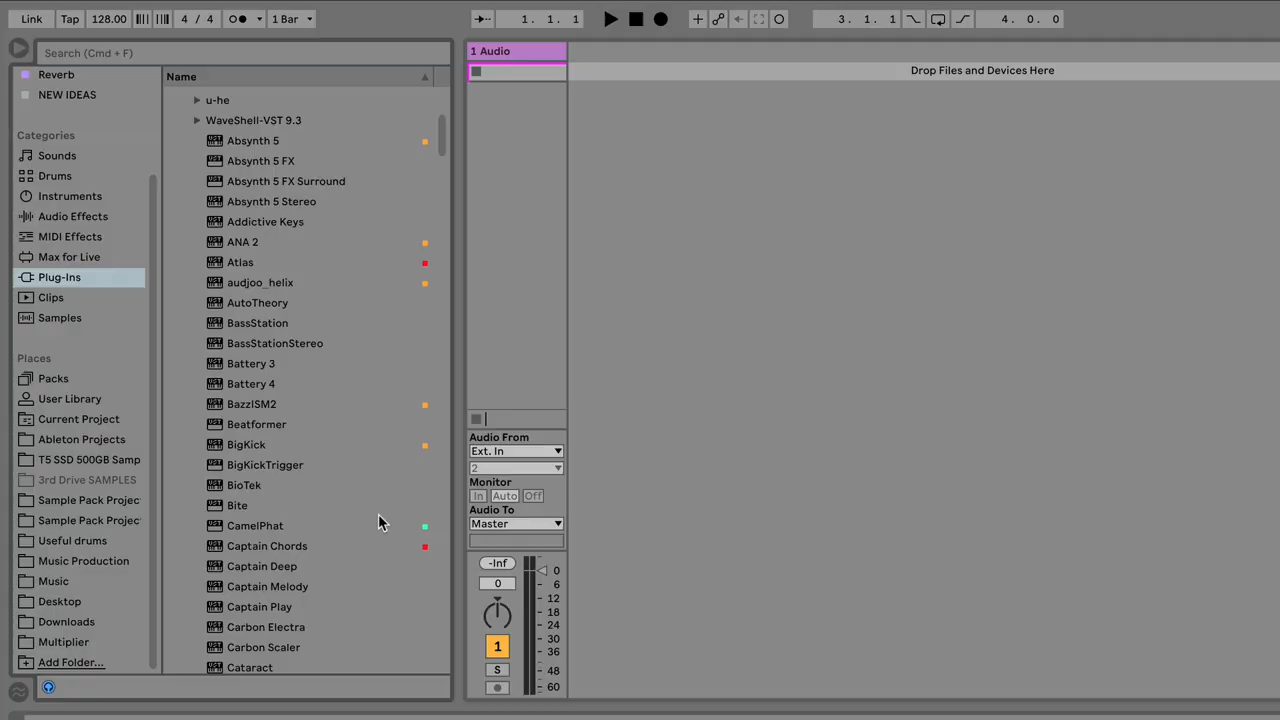 Link Tap 128.00 4 / 4 1 Bar 1. 1. 1 3. 1. 1 4. 0. 0
Search (Cmd + F)
Reverb
NEW IDEAS
Categories
Sounds
Drums
Instruments
Audio Effects
MIDI Effects
Max for Live
Plug-Ins
Clips
Samples
Places
Packs
User Library
Current Project
Ableton Projects
T5 SSD 500GB Samp
3rd Drive SAMPLES
Sample Pack Projec
Sample Pack Projec
Useful drums
Music Production
Music
Desktop
Downloads
Multiplier
Add Folder...
Name
u-he
WaveShell-VST 9.3
Absynth 5
Absynth 5 FX
Absynth 5 FX Surround
Absynth 5 Stereo
Addictive Keys
ANA 2
Atlas
audjoo_helix
AutoTheory
BassStation
BassStationStereo
Battery 3
Battery 4
BazzISM2
Beatformer
BigKick
BigKickTrigger
BioTek
Bite
CamelPhat
Captain Chords
Captain Deep
Captain Melody
Captain Play
Carbon Electra
Carbon Scaler
Cataract
1 Audio
Drop Files and Devices Here
Audio From
Ext. In
2
Monitor
In Auto Off
Audio To
Master
-Inf
0
0
6
12
18
24
30
36
48
60
1
S